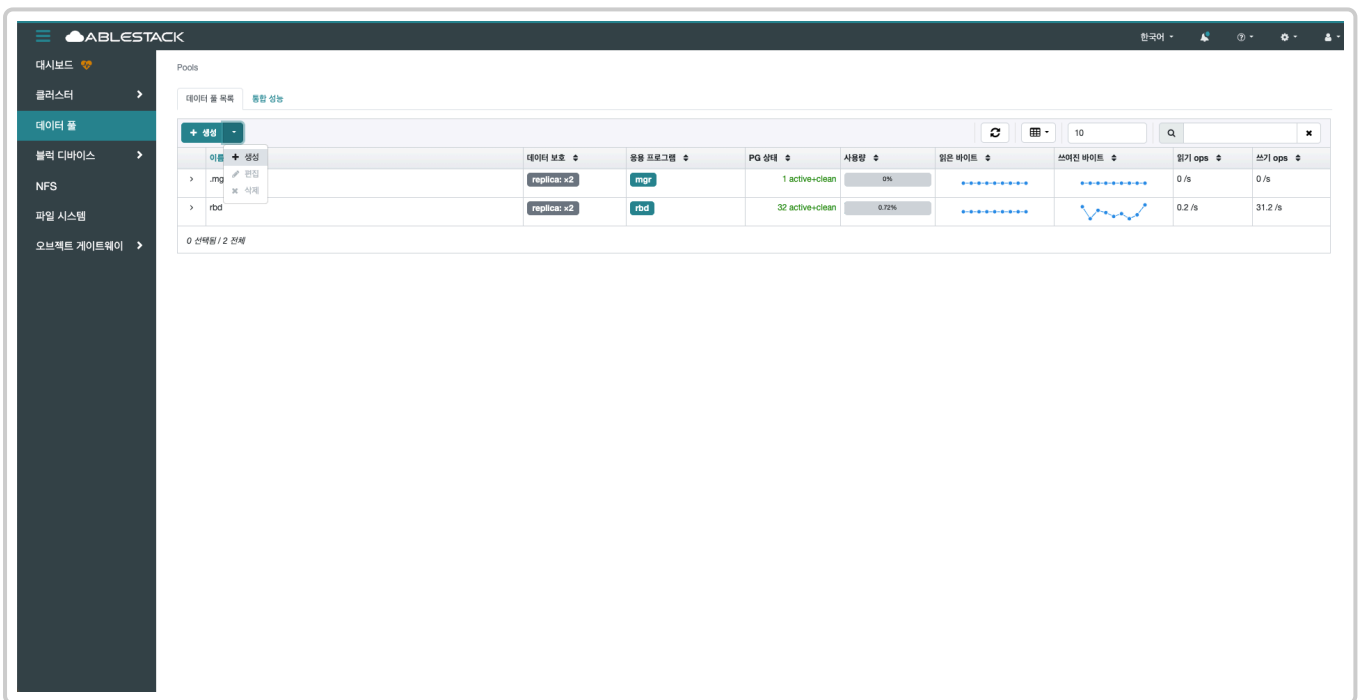 ABLESTACK
한국어
대시보드
클러스터
데이터 풀
블럭 디바이스
NFS
파일 시스템
오브젝트 게이트웨이
Pools
데이터 풀 목록 통합 성능
+ 생성
10
생성
편집
삭제
데이터 보호 응용 프로그램 PG 상태 사용량 읽은 바이트 쓰여진 바이트 읽기 ops 쓰기 ops
replica: ×2 mgr 1 active+clean 0% 0 /s 0 /s
rbd replica: ×2 rbd 32 active+clean 0.72% 0.2 /s 31.2 /s
0 선택됨 / 2 전체